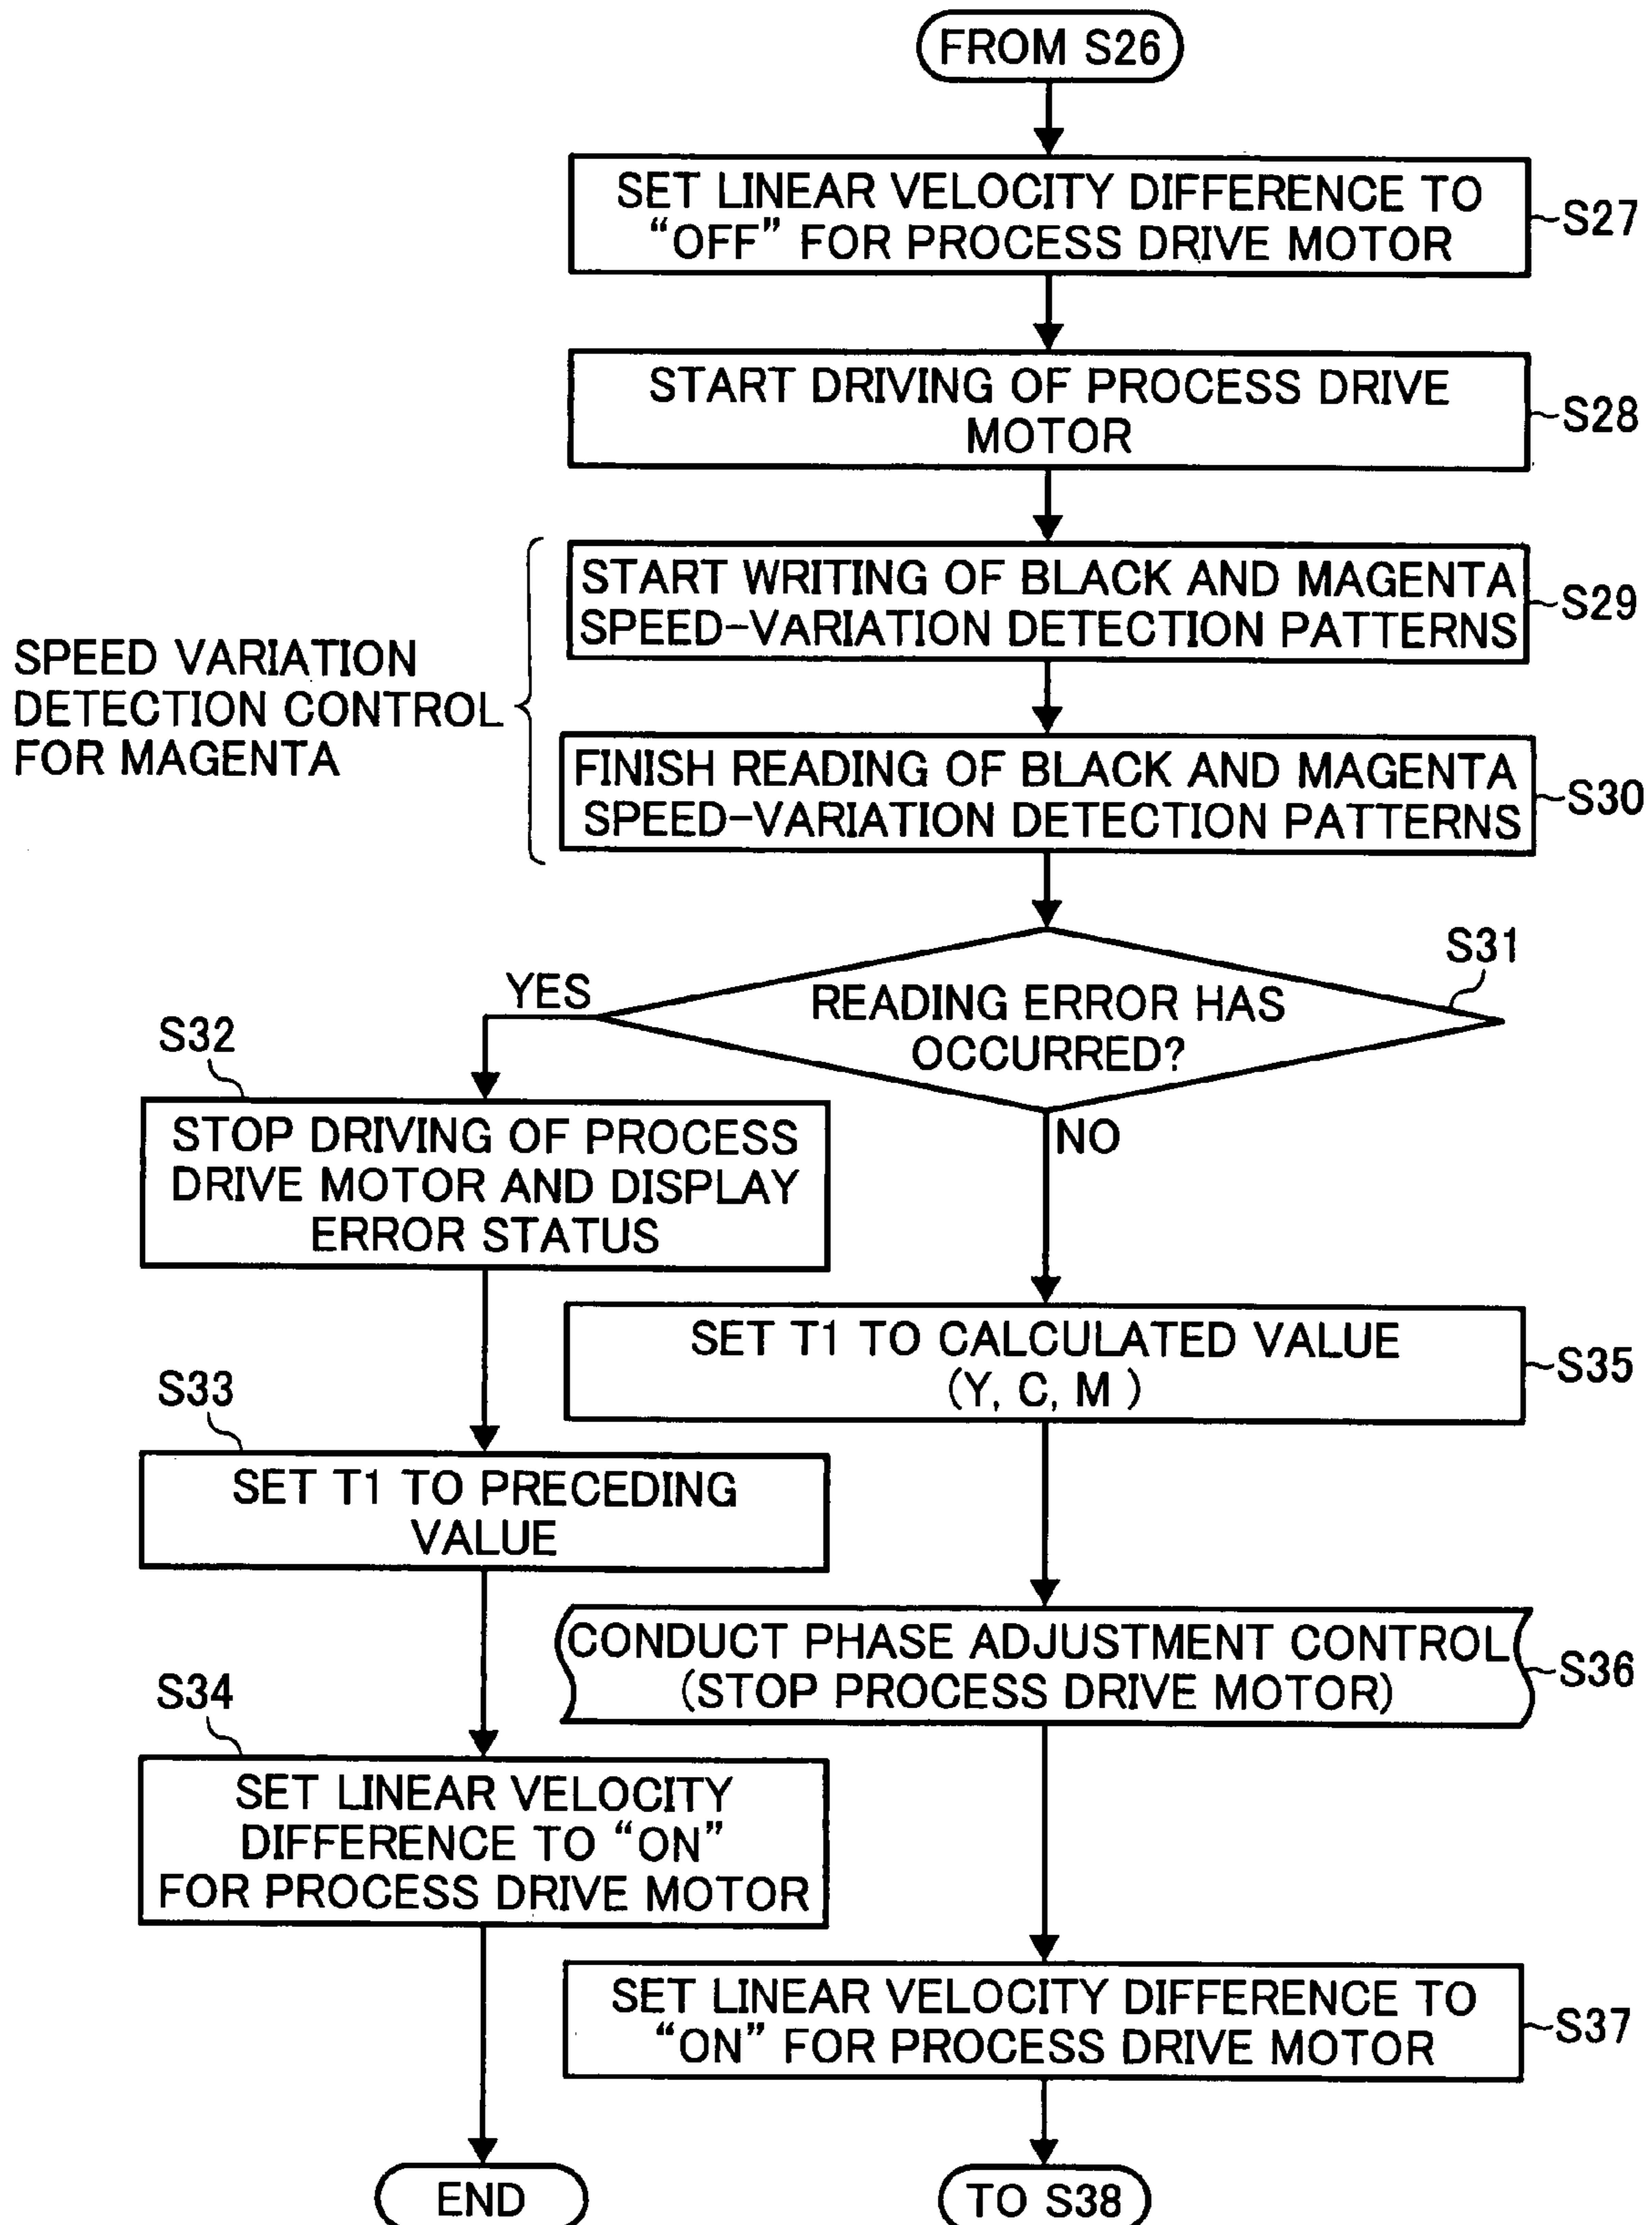 FROM S26
SET LINEAR VELOCITY DIFFERENCE TO
“OFF” FOR PROCESS DRIVE MOTOR
S27
START DRIVING OF PROCESS DRIVE
MOTOR
S28
SPEED VARIATION
DETECTION CONTROL
FOR MAGENTA
START WRITING OF BLACK AND MAGENTA
SPEED-VARIATION DETECTION PATTERNS
S29
FINISH READING OF BLACK AND MAGENTA
SPEED-VARIATION DETECTION PATTERNS
S30
S31
READING ERROR HAS
OCCURRED?
YES
NO
S32
STOP DRIVING OF PROCESS
DRIVE MOTOR AND DISPLAY
ERROR STATUS
S33
SET T1 TO PRECEDING
VALUE
S34
SET LINEAR VELOCITY
DIFFERENCE TO “ON”
FOR PROCESS DRIVE MOTOR
END
SET T1 TO CALCULATED VALUE
(Y, C, M )
S35
CONDUCT PHASE ADJUSTMENT CONTROL
(STOP PROCESS DRIVE MOTOR)
S36
SET LINEAR VELOCITY DIFFERENCE TO
“ON” FOR PROCESS DRIVE MOTOR
S37
TO S38